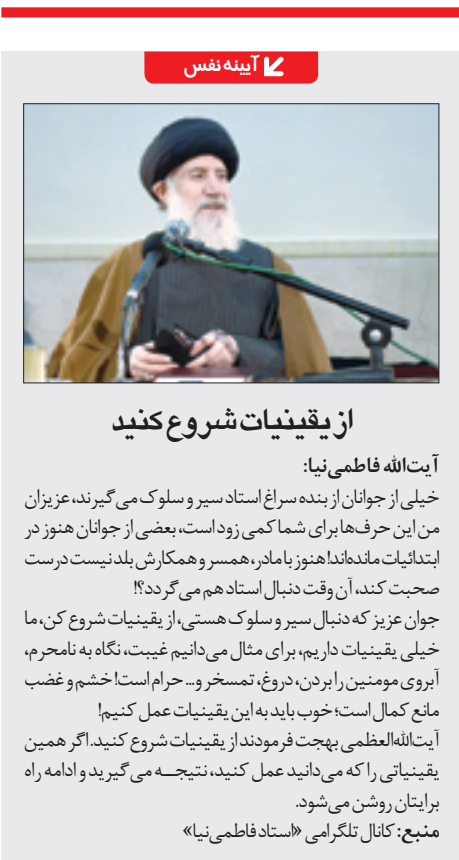 آیینه نفس
از یقینیات شروع کنید
آیت‌الله فاطمی‌نیا:
خیلی از جوانان از بنده سراغ استاد سیر و سلوک می‌گیرند، عزیزان
من این حرف‌ها برای شما کمی زود است، بعضی از جوانان هنوز در
ابتدائیات مانده‌اند! هنوز با مادر، همسر و همکارش بلد نیست درست
صحبت کند، آن وقت دنبال استاد هم می‌گردد؟!
جوان عزیز که دنبال سیر و سلوک هستی، از یقینیات شروع کن، ما
خیلی یقینیات داریم، برای مثال می‌دانیم غیبت، نگاه به نامحرم،
آبروی مومنین را بردن، دروغ، تمسخر و... حرام است! خشم و غضب
مانع کمال است؛ خوب باید به این یقینیات عمل کنیم!
آیت‌الله‌العظمی بهجت فرمودند از یقینیات شروع کنید. اگر همین
یقینیاتی را که می‌دانید عمل کنید، نتیجه می‌گیرید و ادامه راه
برایتان روشن می‌شود.
منبع: کانال تلگرامی «استاد فاطمی‌نیا»